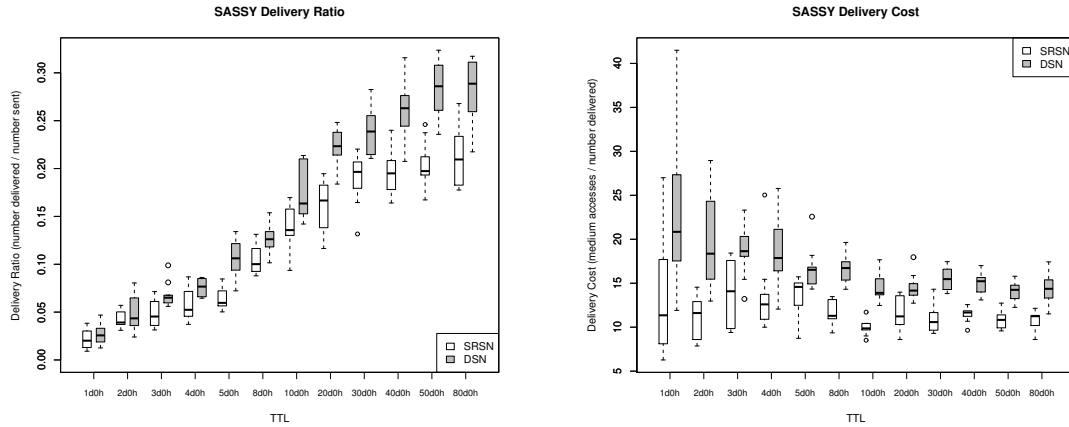 SASSY Delivery Ratio
Delivery Ratio (number delivered / number sent)
0.30
0.25
0.20
0.15
0.10
0.05
0.00
SRSN
DSN
1d0h 2d0h 3d0h 4d0h 5d0h 8d0h 10d0h 20d0h 30d0h 40d0h 50d0h 80d0h
TTL
SASSY Delivery Cost
Delivery Cost (medium accesses / number delivered)
40
35
30
25
20
15
10
5
SRSN
DSN
1d0h 2d0h 3d0h 4d0h 5d0h 8d0h 10d0h 20d0h 30d0h 40d0h 50d0h 80d0h
TTL